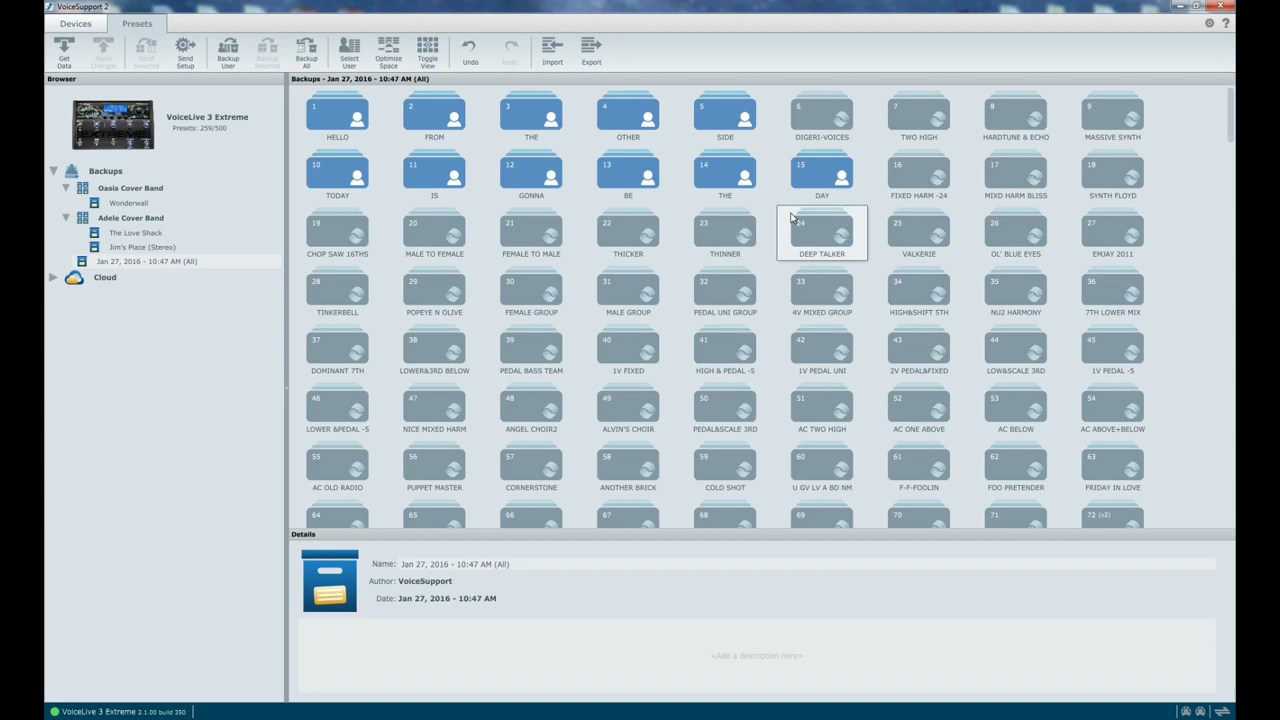 VoiceSupport 2
Devices Presets
Get Data Apply Changes Send Selected Send Setup Backup User Backup Selected Backup All Select User Optimize Space Toggle View Undo Redo Import Export
Browser
Backups - Jan 27, 2016 - 10:47 AM (All)
EXTREME
VoiceLive 3 Extreme
Presets: 259/500
Backups
Oasis Cover Band
Wonderwall
Adele Cover Band
The Love Shack
Jim's Place (Stereo)
Jan 27, 2016 - 10:47 AM (All)
Cloud
1 2 3 4 5 6 7 8 9
HELLO FROM THE OTHER SIDE DIGERI-VOICES TWO HIGH HARDTUNE & ECHO MASSIVE SYNTH
10 11 12 13 14 15 16 17 18
TODAY IS GONNA BE THE DAY FIXED HARM -24 MIXD HARM BLISS SYNTH FLOYD
19 20 21 22 23 24 25 26 27
CHOP SAW 16THS MALE TO FEMALE FEMALE TO MALE THICKER THINNER DEEP TALKER VALKERIE OL' BLUE EYES EMJAY 2011
28 29 30 31 32 33 34 35 36
TINKERBELL POPEYE N OLIVE FEMALE GROUP MALE GROUP PEDAL UNI GROUP 4V MIXED GROUP HIGH&SHIFT 5TH NU2 HARMONY 7TH LOWER MIX
37 38 39 40 41 42 43 44 45
DOMINANT 7TH LOWER&3RD BELOW PEDAL BASS TEAM 1V FIXED HIGH & PEDAL -5 1V PEDAL UNI 2V PEDAL&FIXED LOW&SCALE 3RD 1V PEDAL -5
46 47 48 49 50 51 52 53 54
LOWER &PEDAL -5 NICE MIXED HARM ANGEL CHOIR2 ALVIN'S CHOIR PEDAL&SCALE 3RD AC TWO HIGH AC ONE ABOVE AC BELOW AC ABOVE+BELOW
55 56 57 58 59 60 61 62 63
AC OLD RADIO PUPPET MASTER CORNERSTONE ANOTHER BRICK COLD SHOT U GV LV A BD NM F-F-FOOLIN FOO PRETENDER FRIDAY IN LOVE
64 65 66 67 68 69 70 71 72 (x2)
Details
Name: Jan 27, 2016 - 10:47 AM (All)
Author: VoiceSupport
Date: Jan 27, 2016 - 10:47 AM
<Add a description here>
VoiceLive 3 Extreme 2.1.00 build 350